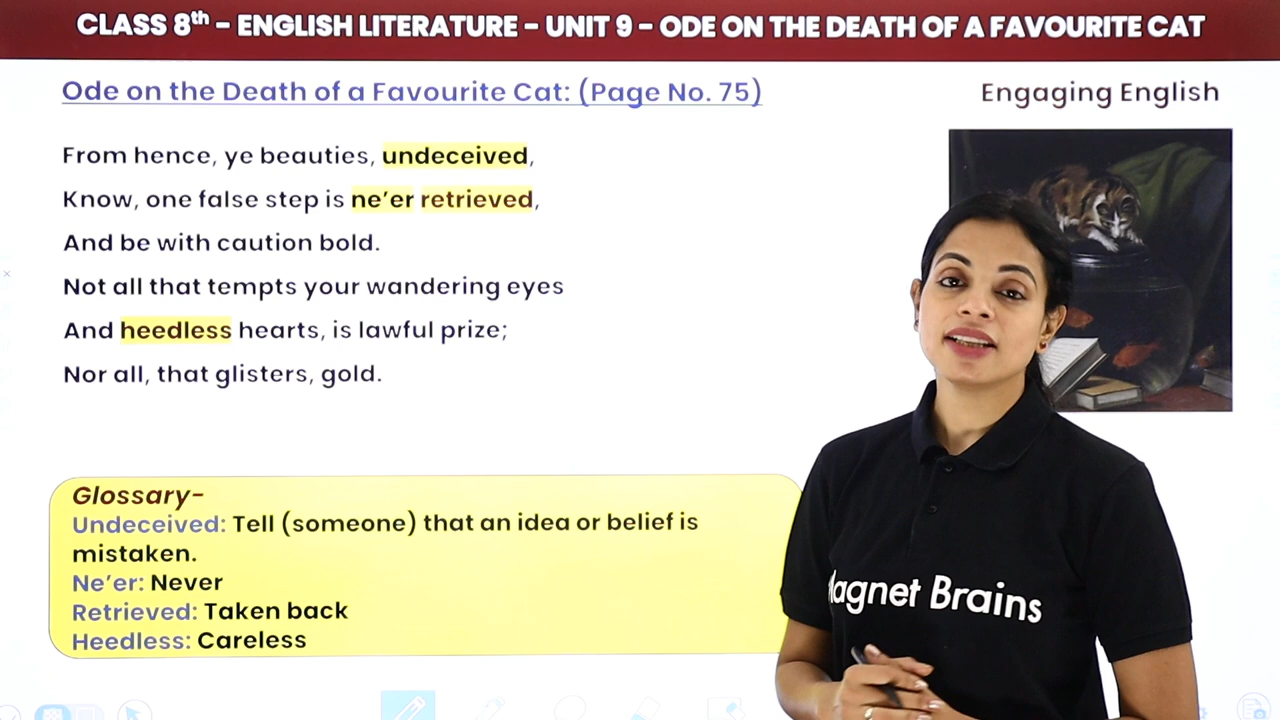 CLASS 8th – ENGLISH LITERATURE – UNIT 9 – ODE ON THE DEATH OF A FAVOURITE CAT
Ode on the Death of a Favourite Cat: (Page No. 75)
Engaging English
From hence, ye beauties, undeceived,
Know, one false step is ne’er retrieved,
And be with caution bold.
Not all that tempts your wandering eyes
And heedless hearts, is lawful prize;
Nor all, that glisters, gold.
Glossary-
Undeceived: Tell (someone) that an idea or belief is
mistaken.
Ne’er: Never
Retrieved: Taken back
Heedless: Careless
Magnet Brains